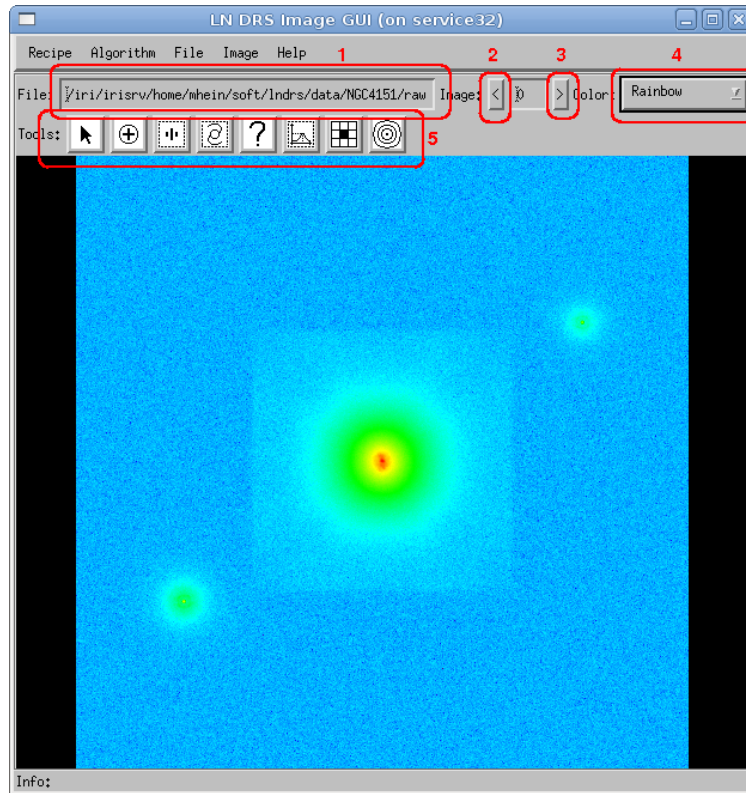 LN DRS Image GUI (on service32)
Recipe Algorithm File Image Help 1 2 3 4
File: /iri/irisrv/home/mhein/soft/lndrs/data/NGC4151/raw Image: < 0 > Color: Rainbow
Tools: ? 5
Info: